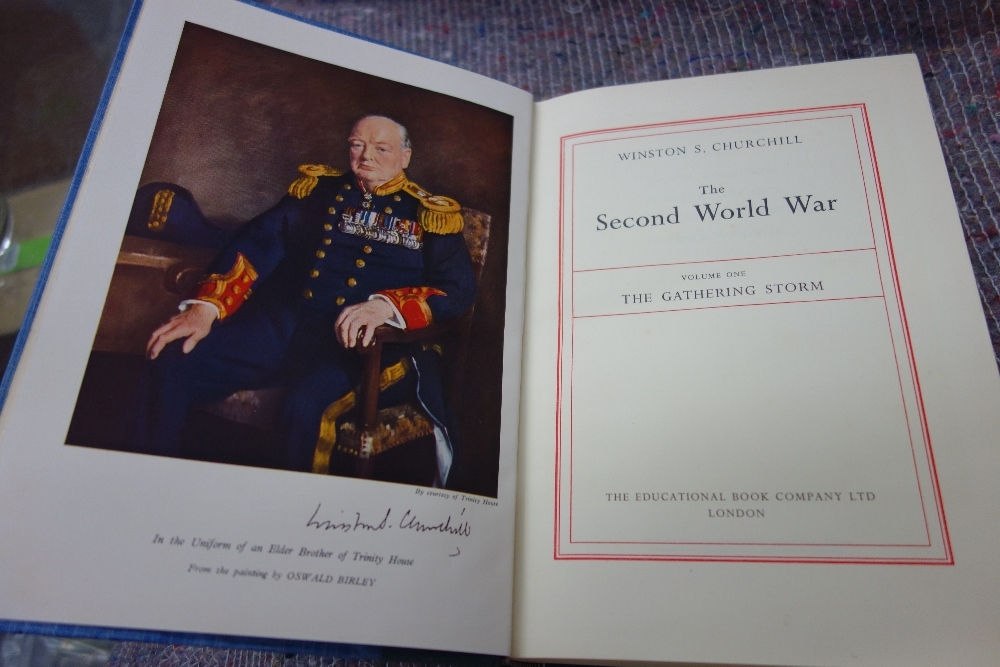 By courtesy of Trinity House
Winston S. Churchill
In the Uniform of an Elder Brother of Trinity House
From the painting by OSWALD BIRLEY
WINSTON S. CHURCHILL
The
Second World War
VOLUME ONE
THE GATHERING STORM
THE EDUCATIONAL BOOK COMPANY LTD
LONDON